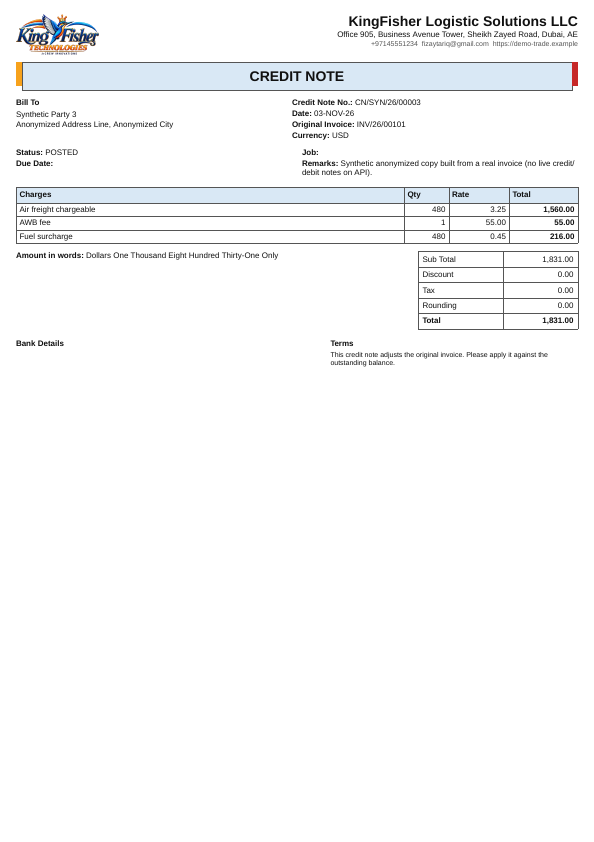 King Fisher
TECHNOLOGIES
KingFisher Logistic Solutions LLC
Office 905, Business Avenue Tower, Sheikh Zayed Road, Dubai, AE
+97145551234 fizaytariq@gmail.com https://demo-trade.example
CREDIT NOTE
Bill To
Synthetic Party 3
Anonymized Address Line, Anonymized City
Credit Note No.: CN/SYN/26/00003
Date: 03-NOV-26
Original Invoice: INV/26/00101
Currency: USD
Status: POSTED
Due Date:
Job:
Remarks: Synthetic anonymized copy built from a real invoice (no live credit/
debit notes on API).
Charges Qty Rate Total
Air freight chargeable 480 3.25 1,560.00
AWB fee 1 55.00 55.00
Fuel surcharge 480 0.45 216.00
Amount in words: Dollars One Thousand Eight Hundred Thirty-One Only
Sub Total 1,831.00
Discount 0.00
Tax 0.00
Rounding 0.00
Total 1,831.00
Bank Details
Terms
This credit note adjusts the original invoice. Please apply it against the
outstanding balance.